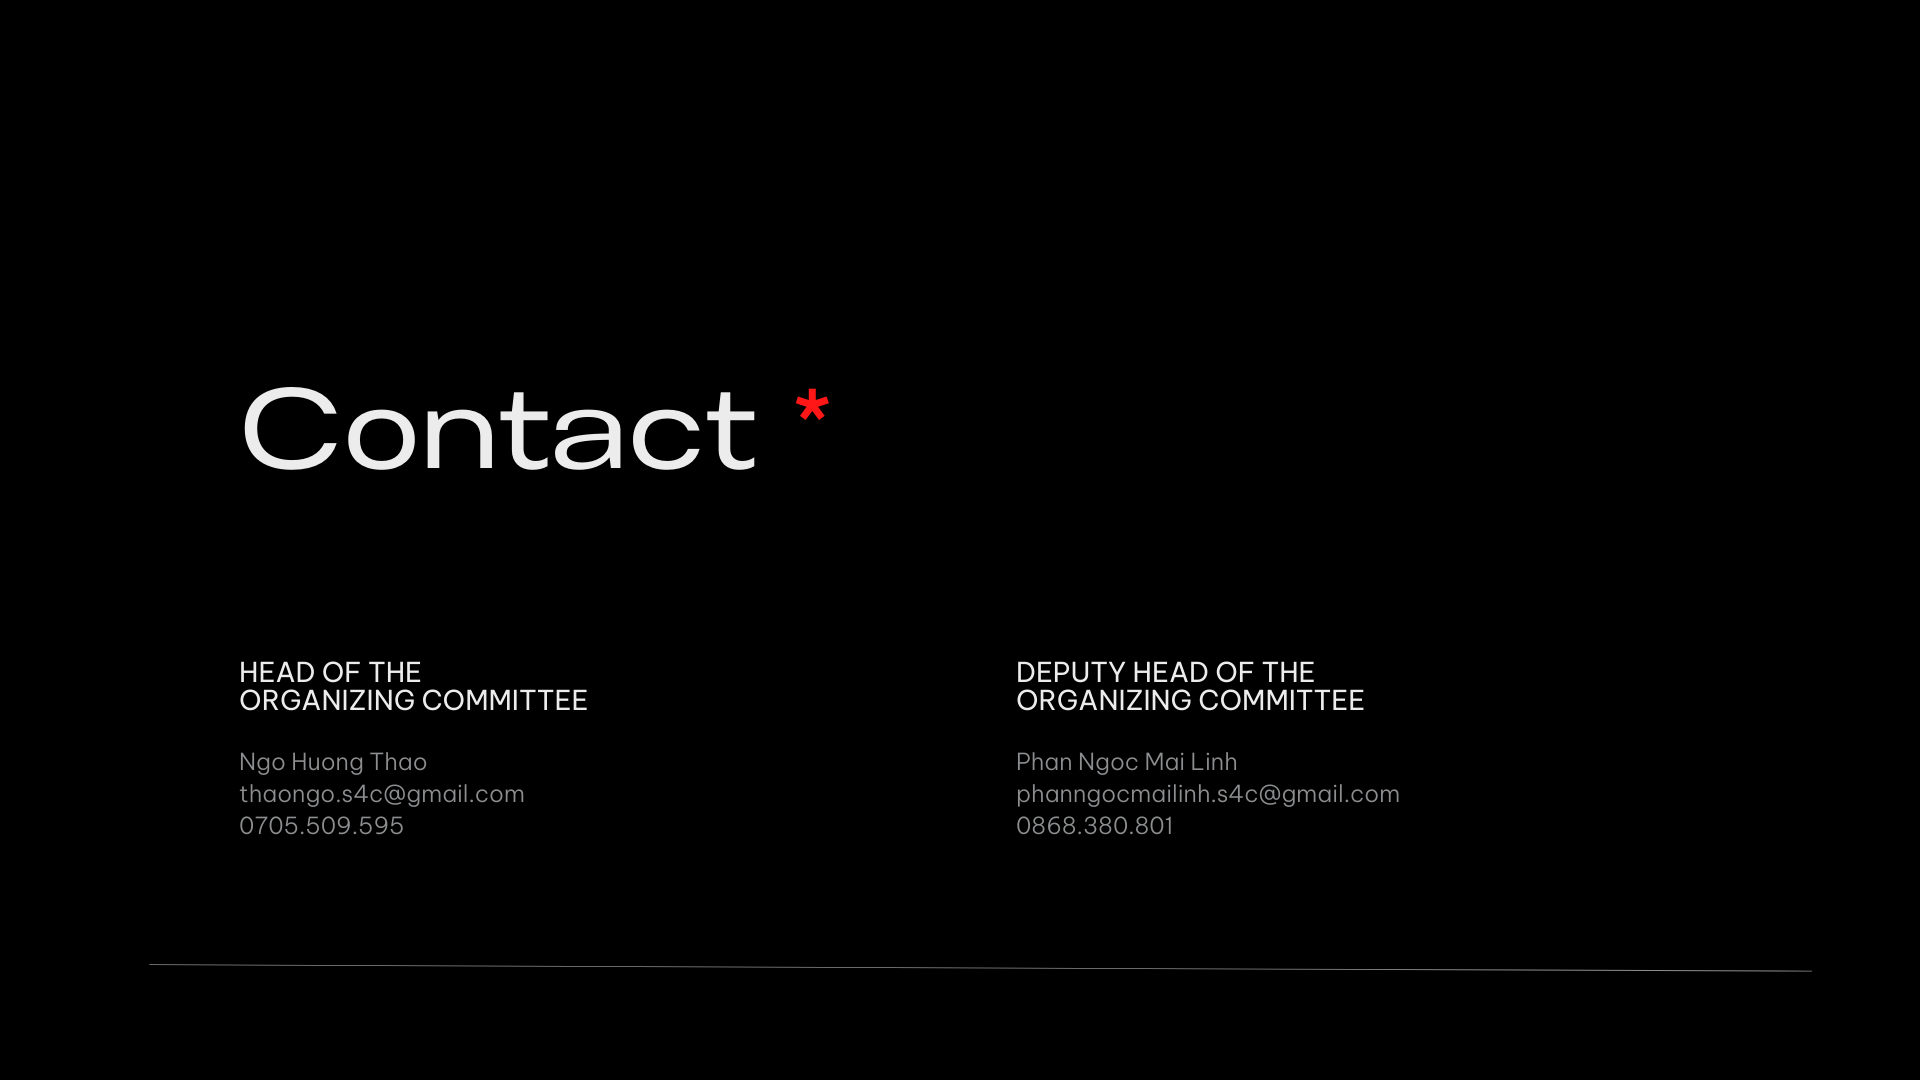 Contact *
HEAD OF THE
ORGANIZING COMMITTEE
Ngo Huong Thao
thaongo.s4c@gmail.com
0705.509.595
DEPUTY HEAD OF THE
ORGANIZING COMMITTEE
Phan Ngoc Mai Linh
phanngocmailinh.s4c@gmail.com
0868.380.801